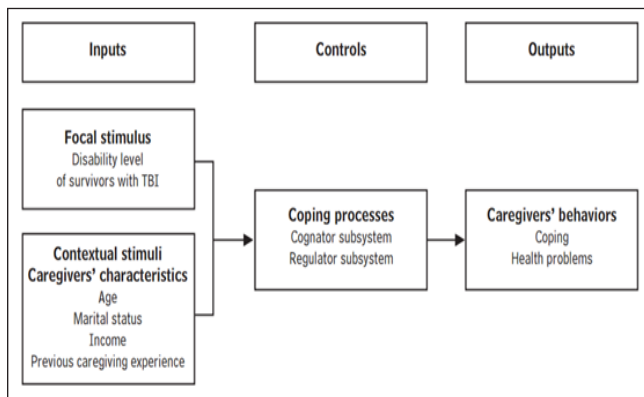 Inputs
Controls
Outputs
Focal stimulus
Disability level
of survivors with TBI
Contextual stimuli
Caregivers' characteristics
Age
Marital status
Income
Previous caregiving experience
Coping processes
Cognator subsystem
Regulator subsystem
Caregivers' behaviors
Coping
Health problems